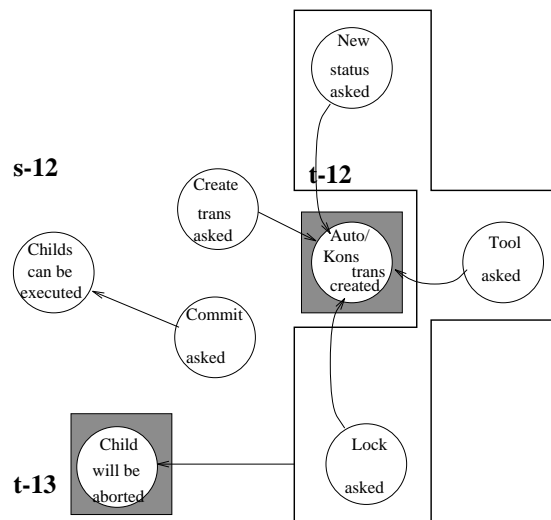 New
status
asked
s-12
t-12
Create
trans
asked
Auto/
Kons
trans
created
Tool
asked
Childs
can be
executed
Commit
asked
Child
will be
aborted
Lock
asked
t-13